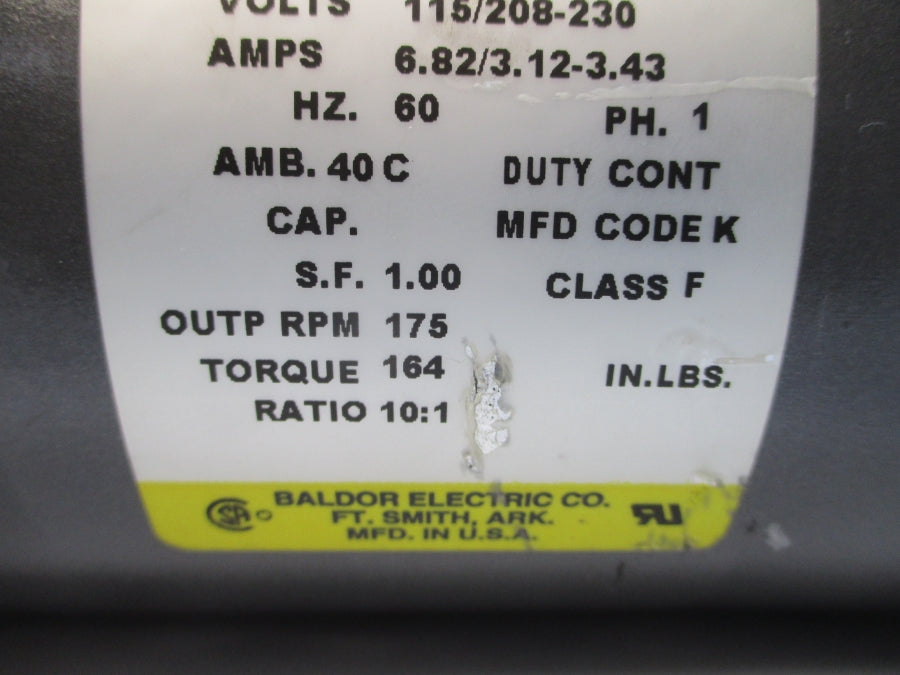 VOLTS 115/208-230
AMPS 6.82/3.12-3.43
HZ. 60 PH. 1
AMB. 40 C DUTY CONT
CAP. MFD CODE K
S.F. 1.00 CLASS F
OUTP RPM 175
TORQUE 164 IN.LBS.
RATIO 10:1
BALDOR ELECTRIC CO.
FT. SMITH, ARK.
MFD. IN U.S.A.